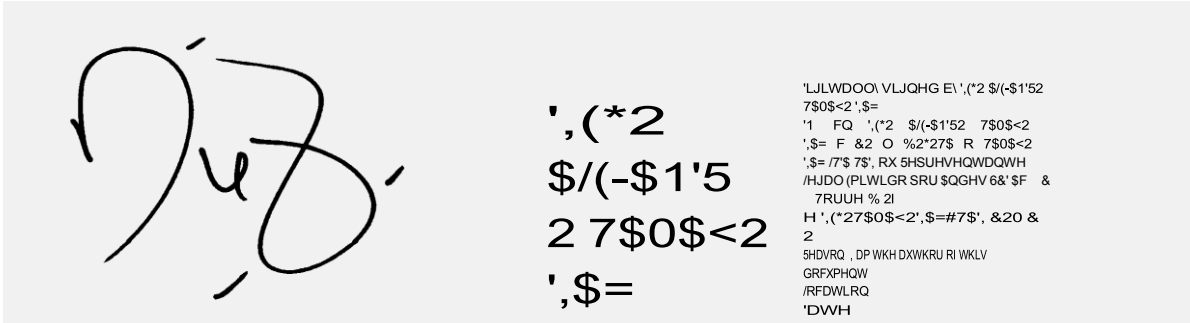 Diaz
',(*2
$/(-$1'5
2 7$0$<2
',$=
'LJLWDOO\ VLJQHG E\ ',(*2 $/(-$1'52
7$0$<2 ',$=
'1 FQ ',(*2 $/(-$1'52 7$0$<2
',$= F &2 O %2*27$ R 7$0$<2
',$= /7'$ 7$', RX 5HSUHVHQWDQWH
/HJDO (PLWLGR SRU $QGHV 6&' $F &
7RUUH % 2I
H ',(*27$0$<2',$=#7$', &20 &
2
5HDVRQ , DP WKH DXWKRU RI WKLV
GRFXPHQW
/RFDWLRQ
'DWH